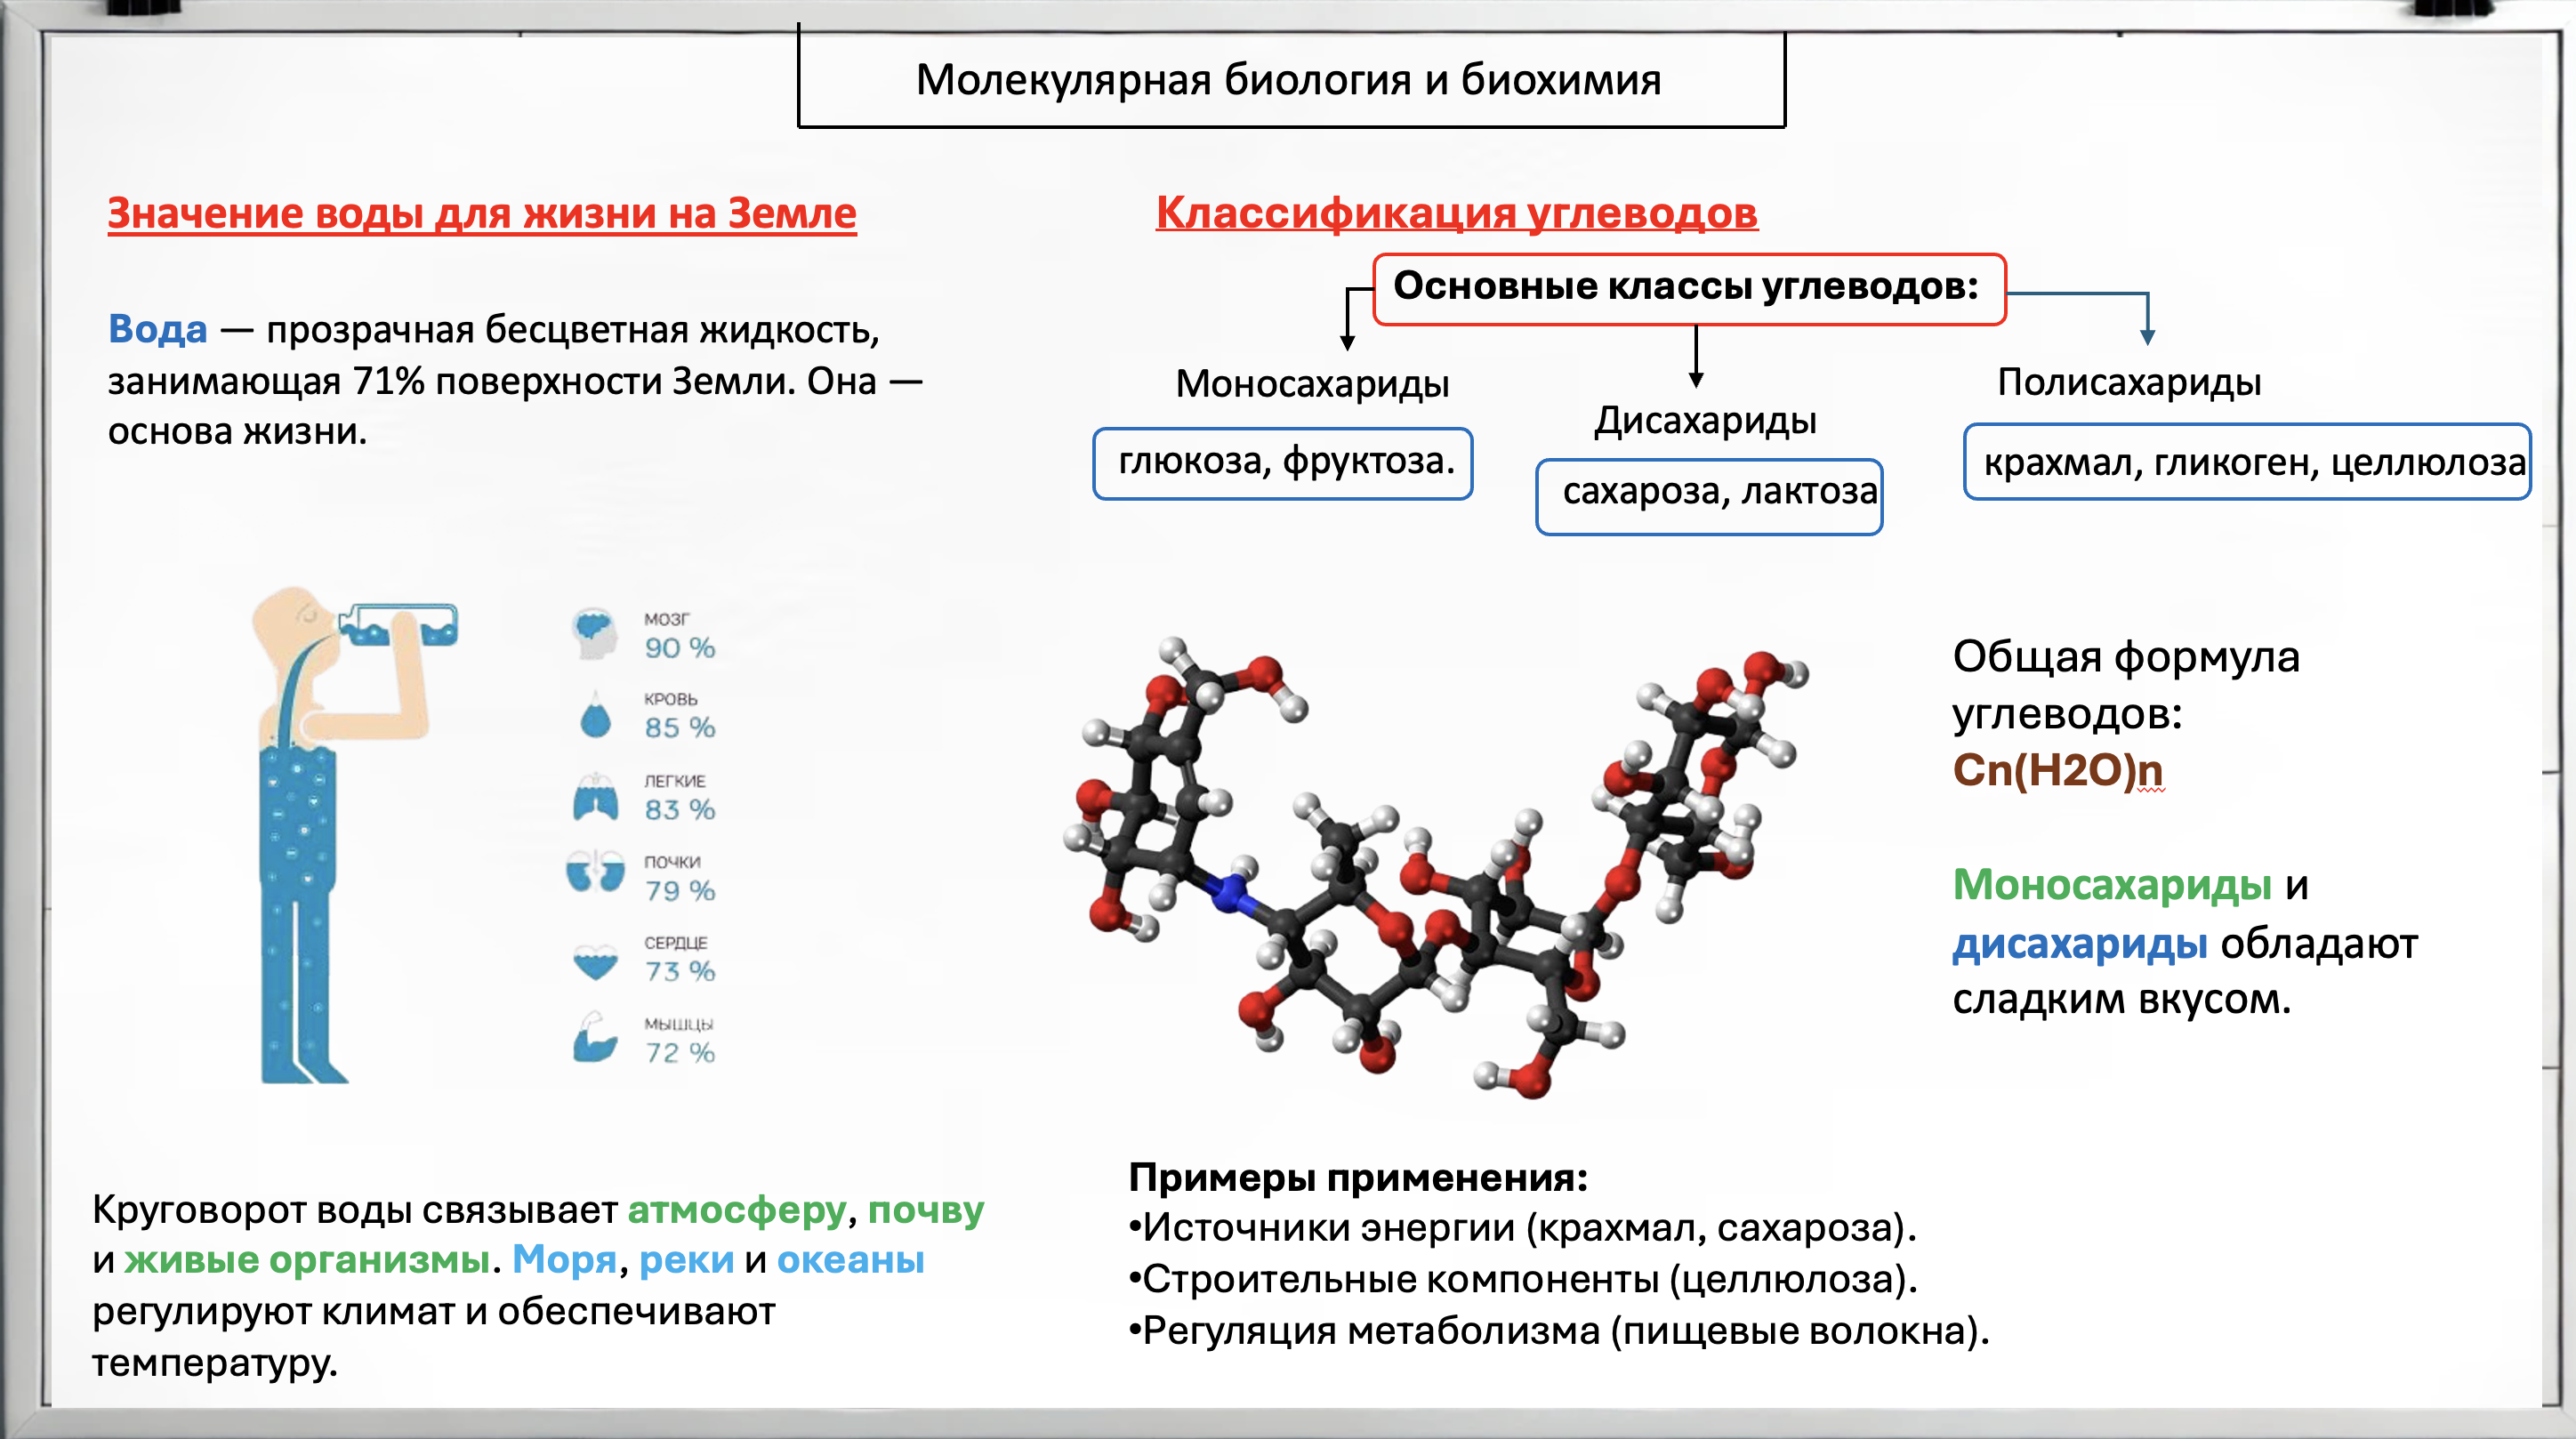 Молекулярная биология и биохимия
Значение воды для жизни на Земле
Вода — прозрачная бесцветная жидкость,
занимающая 71% поверхности Земли. Она —
основа жизни.
МОЗГ
90 %
КРОВЬ
85 %
ЛЕГКИЕ
83 %
ПОЧКИ
79 %
СЕРДЦЕ
73 %
МЫШЦЫ
72 %
Круговорот воды связывает атмосферу, почву
и живые организмы. Моря, реки и океаны
регулируют климат и обеспечивают
температуру.
Классификация углеводов
Основные классы углеводов:
Моносахариды
глюкоза, фруктоза.
Дисахариды
сахароза, лактоза
Полисахариды
крахмал, гликоген, целлюлоза
Общая формула
углеводов:
Cn(H2O)n
Моносахариды и
дисахариды обладают
сладким вкусом.
Примеры применения:
•Источники энергии (крахмал, сахароза).
•Строительные компоненты (целлюлоза).
•Регуляция метаболизма (пищевые волокна).